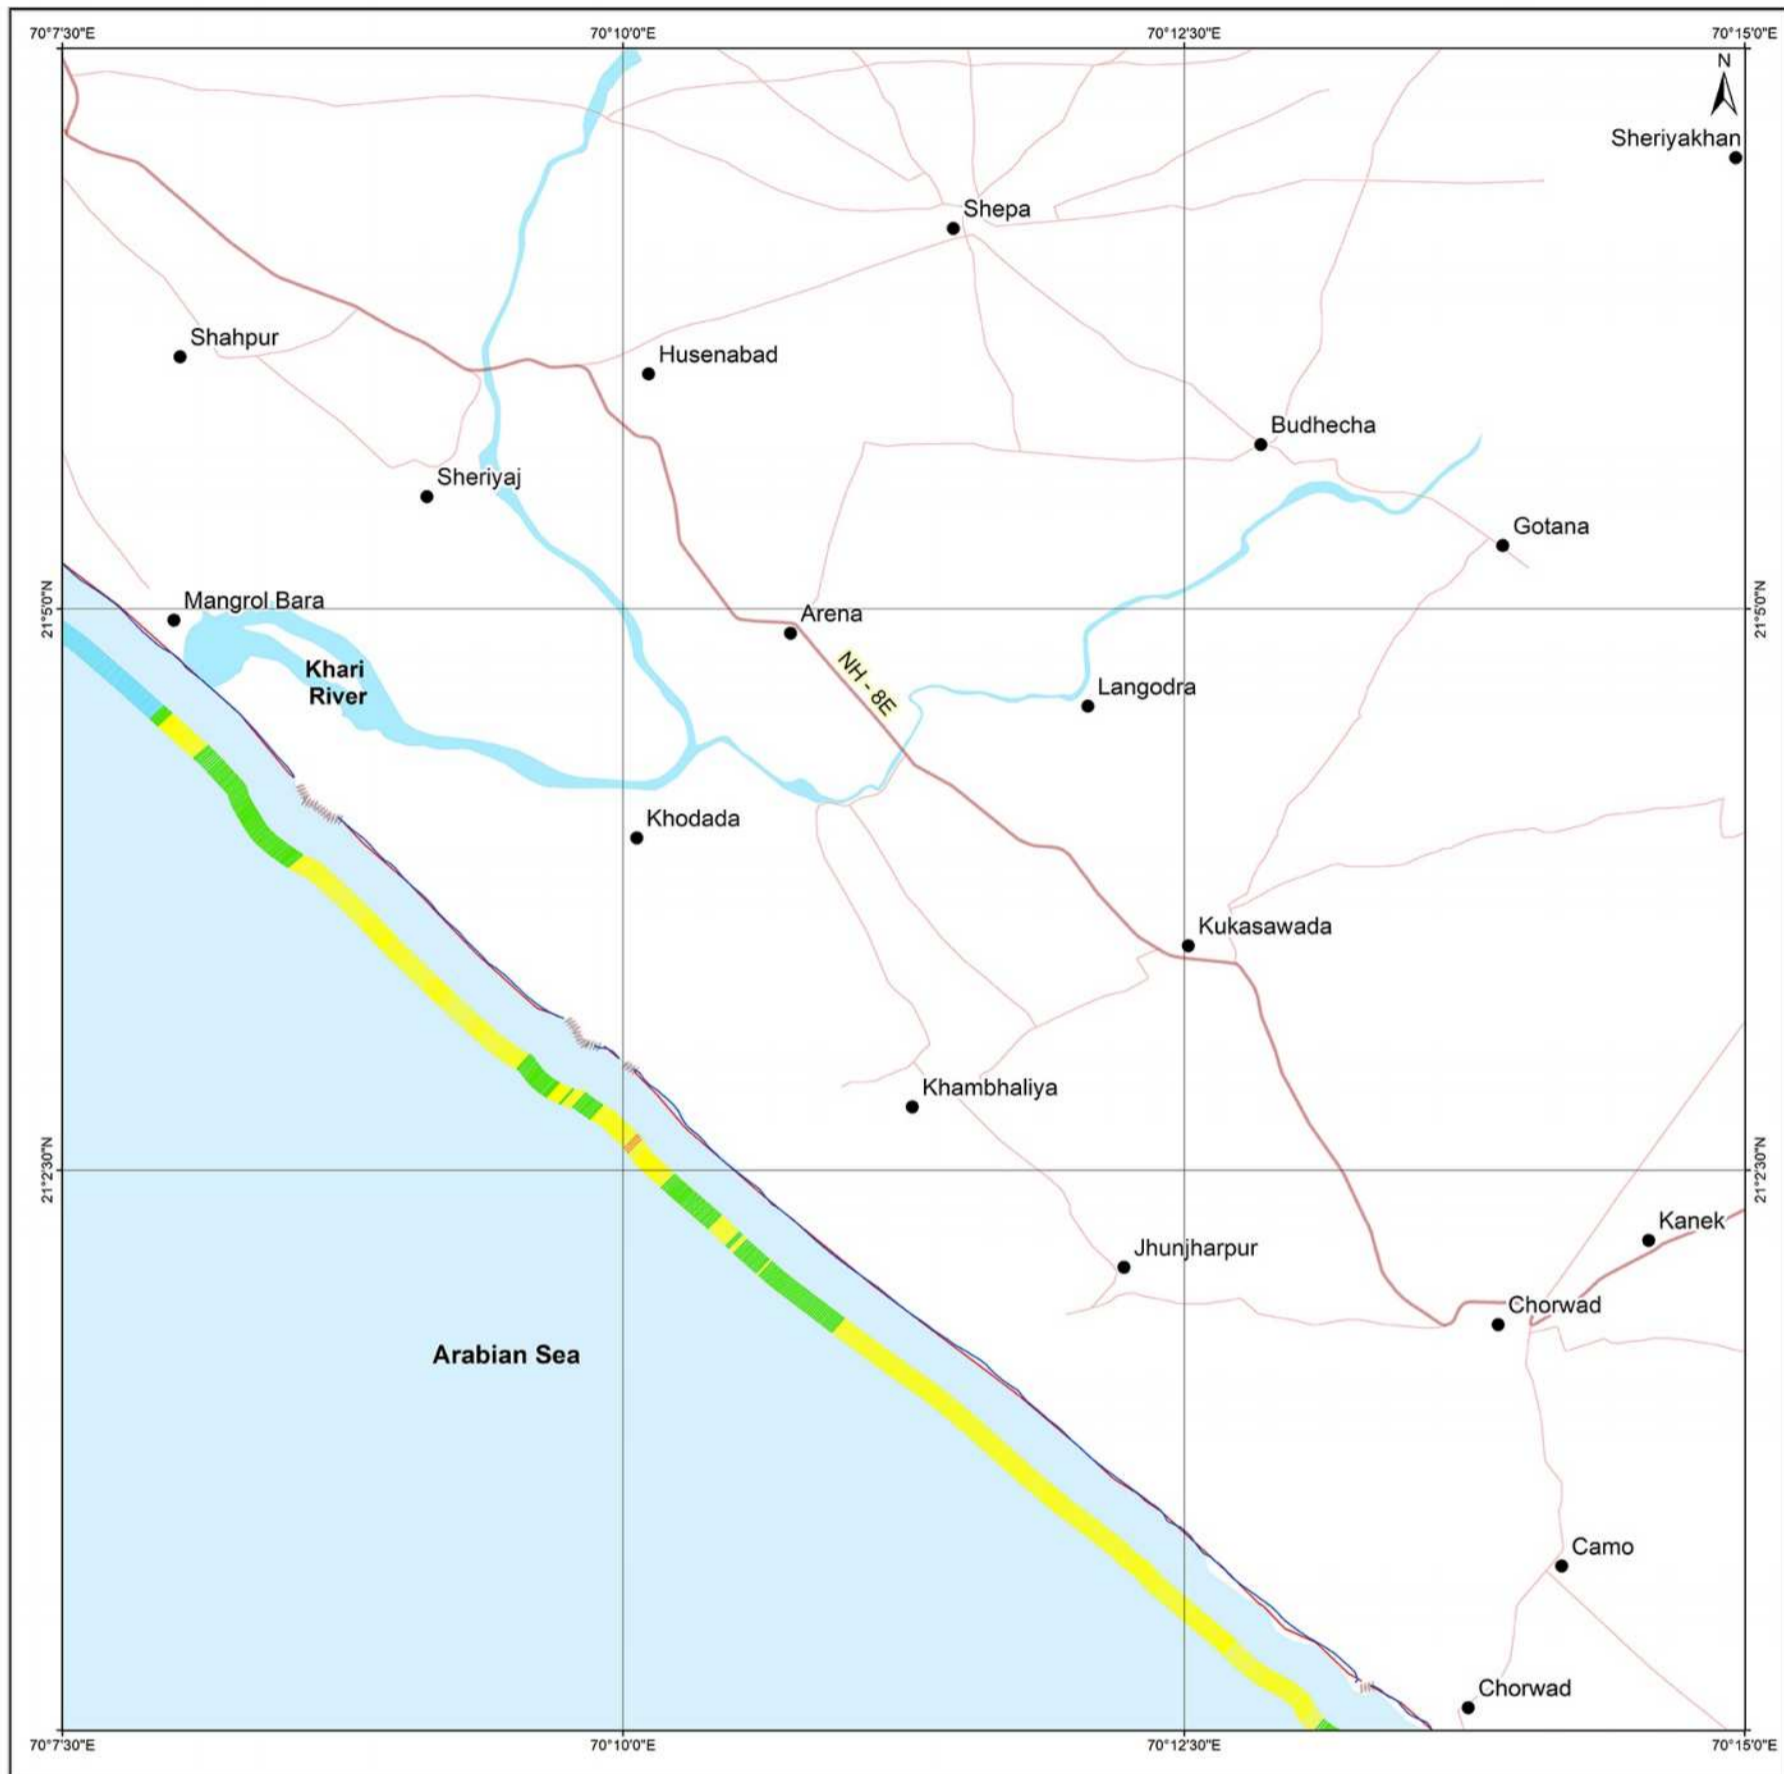 70°7'30"E
70°10'0"E
70°12'30"E
70°15'0"E
N
Sheriyakhan
Shepa
Shahpur
Husenabad
Budhecha
Sheriyaj
Gotana
21°5'0"N
Mangrol Bara
Arena
21°5'0"N
Khari
River
NH - 8E
Langodra
Khodada
Kukasawada
Khambhaliya
21°2'30"N
21°2'30"N
Kanek
Jhunjharpur
Chorwad
Arabian Sea
Camo
Chorwad
70°7'30"E
70°10'0"E
70°12'30"E
70°15'0"E